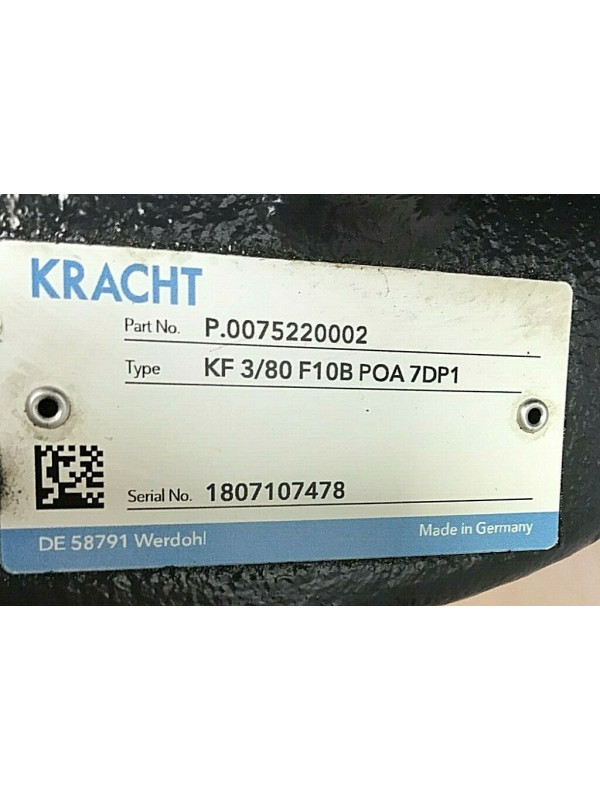 KRACHT
Part No. P.0075220002
Type KF 3/80 F10B POA 7DP1
Serial No. 1807107478
DE 58791 Werdohl Made in Germany